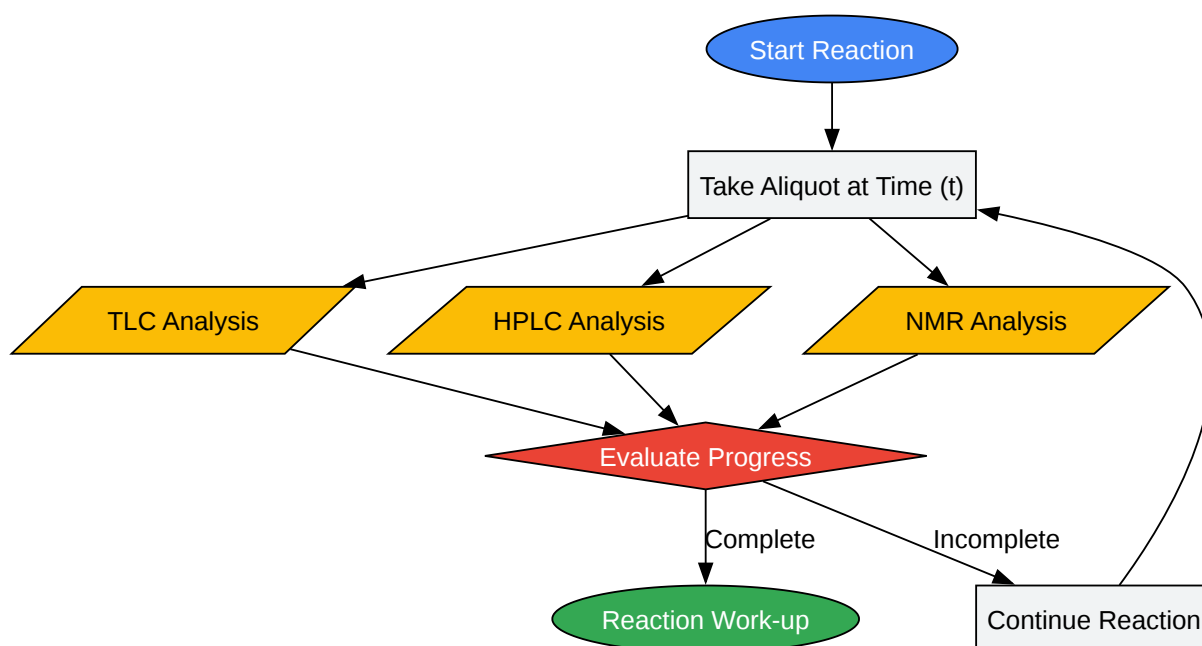 Start Reaction
Take Aliquot at Time (t)
TLC Analysis
HPLC Analysis
NMR Analysis
Evaluate Progress
Complete
Incomplete
Reaction Work-up
Continue Reaction